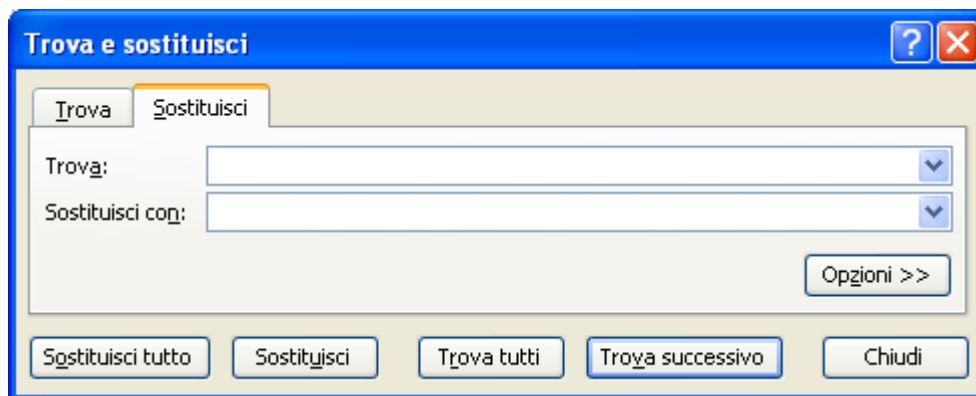 Trova e sostituisci
Trova Sostituisci
Trova:
Sostituisci con:
Opzioni >>
Sostituisci tutto Sostituisci Trova tutti Trova successivo Chiudi